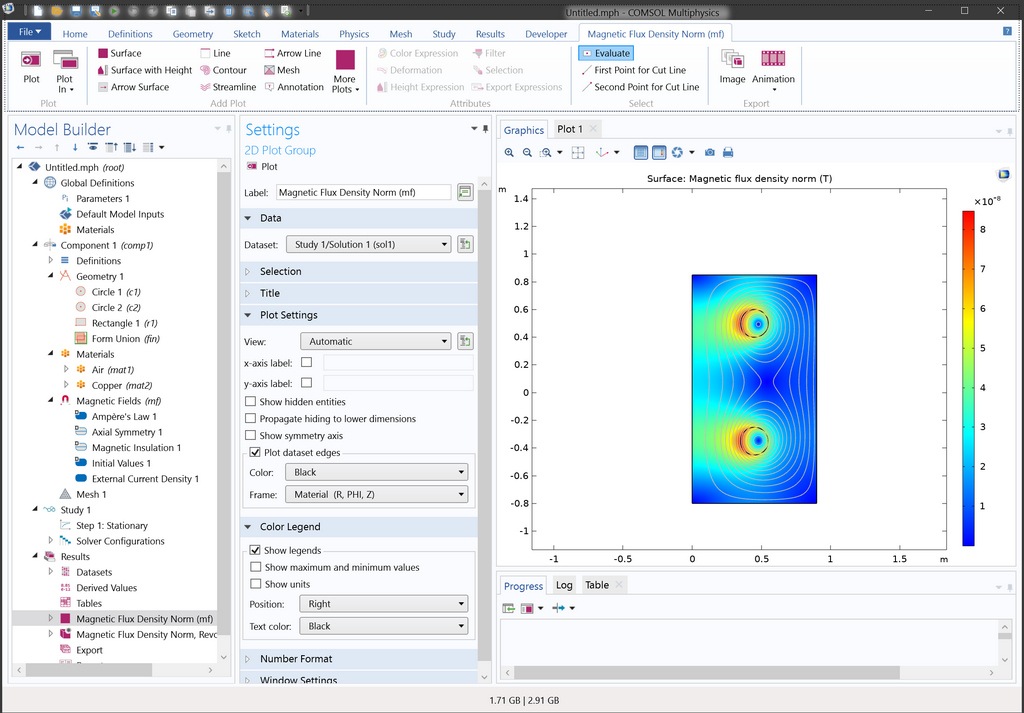 Untitled.mph - COMSOL Multiphysics
File
Home
Definitions
Geometry
Sketch
Materials
Physics
Mesh
Study
Results
Developer
Magnetic Flux Density Norm (mf)
?
Plot
Plot In
Plot
Surface
Surface with Height
Arrow Surface
Line
Contour
Streamline
Arrow Line
Mesh
Annotation
More Plots
Add Plot
Color Expression
Deformation
Height Expression
Filter
Selection
Export Expressions
Attributes
Evaluate
First Point for Cut Line
Second Point for Cut Line
Select
Image
Animation
Export
Model Builder
Untitled.mph (root)
Global Definitions
Parameters 1
Default Model Inputs
Materials
Component 1 (comp1)
Definitions
Geometry 1
Circle 1 (c1)
Circle 2 (c2)
Rectangle 1 (r1)
Form Union (fin)
Materials
Air (mat1)
Copper (mat2)
Magnetic Fields (mf)
Ampère's Law 1
Axial Symmetry 1
Magnetic Insulation 1
Initial Values 1
External Current Density 1
Mesh 1
Study 1
Step 1: Stationary
Solver Configurations
Results
Datasets
Derived Values
Tables
Magnetic Flux Density Norm (mf)
Magnetic Flux Density Norm, Revo
Export
Settings
2D Plot Group
Plot
Label: Magnetic Flux Density Norm (mf)
Data
Dataset: Study 1/Solution 1 (sol1)
Selection
Title
Plot Settings
View: Automatic
x-axis label:
y-axis label:
Show hidden entities
Propagate hiding to lower dimensions
Show symmetry axis
Plot dataset edges
Color: Black
Frame: Material (R, PHI, Z)
Color Legend
Show legends
Show maximum and minimum values
Show units
Position: Right
Text color: Black
Number Format
Window Settings
Graphics
Plot 1
m
Surface: Magnetic flux density norm (T)
×10⁻⁸
1.4
1.2
1
0.8
0.6
0.4
0.2
0
-0.2
-0.4
-0.6
-0.8
-1
-1
-0.5
0
0.5
1
1.5
m
8
7
6
5
4
3
2
1
Progress
Log
Table
1.71 GB | 2.91 GB